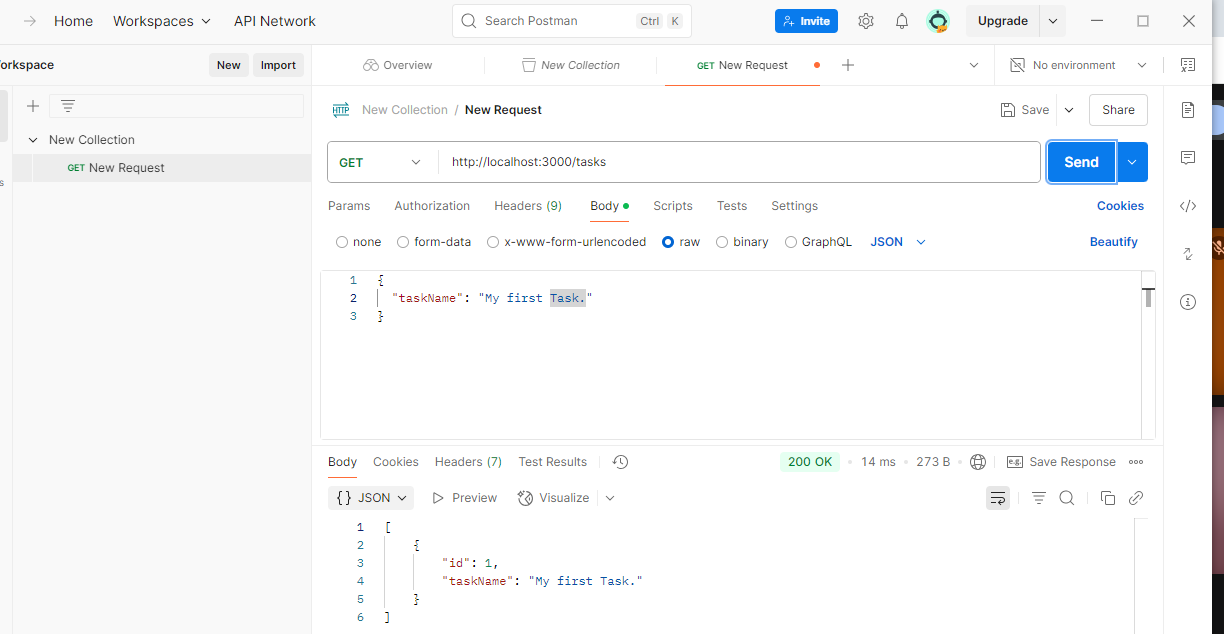 Home Workspaces API Network Search Postman Ctrl K Invite Upgrade
orkspace New Import Overview New Collection GET New Request No environment
New Collection / New Request Save Share
New Collection
GET New Request
GET http://localhost:3000/tasks Send
Params Authorization Headers (9) Body Scripts Tests Settings Cookies
none form-data x-www-form-urlencoded raw binary GraphQL JSON Beautify
1 {
2 "taskName": "My first Task."
3 }
s
Body Cookies Headers (7) Test Results 200 OK 14 ms 273 B e.g. Save Response
{} JSON Preview Visualize
1 [
2 {
3 "id": 1,
4 "taskName": "My first Task."
5 }
6 ]